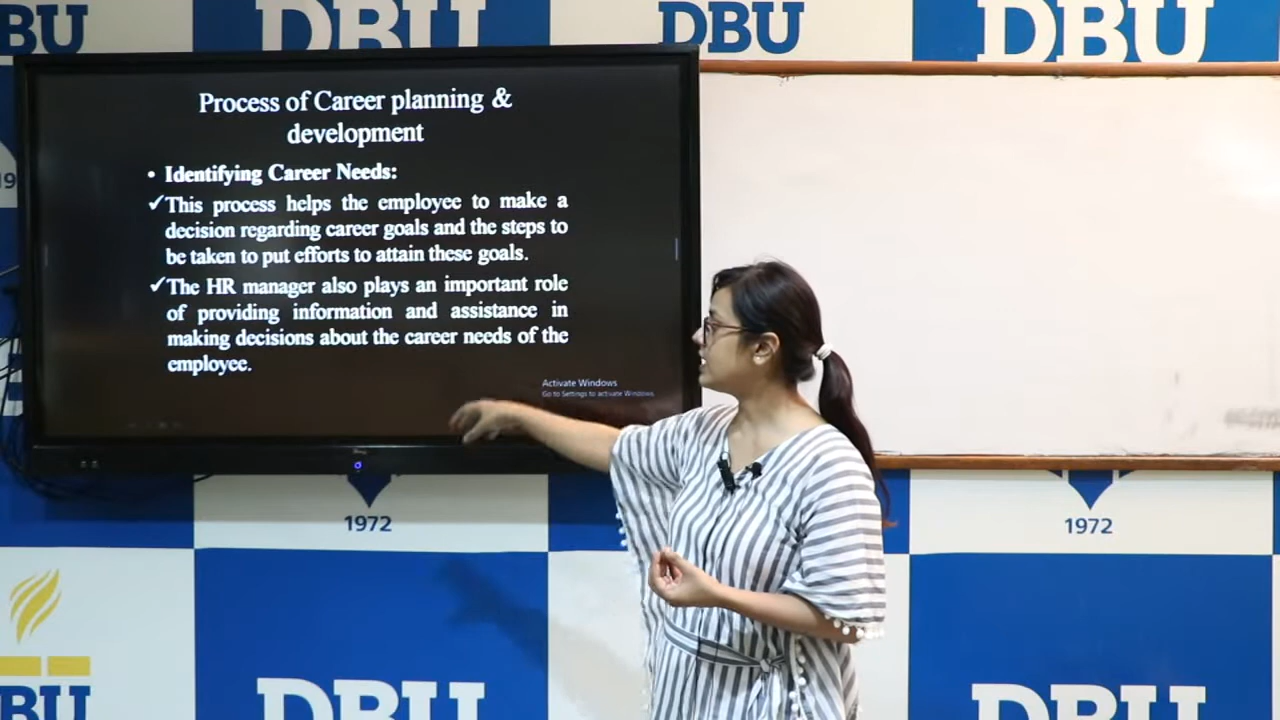 DBU
DBU
DBU
DBU
Process of Career planning &
development
• Identifying Career Needs:
✓This process helps the employee to make a
decision regarding career goals and the steps to
be taken to put efforts to attain these goals.
✓The HR manager also plays an important role
of providing information and assistance in
making decisions about the career needs of the
employee.
Activate Windows
Go to Settings to activate Windows.
19
1972
1972
DBU
DBU
DBU